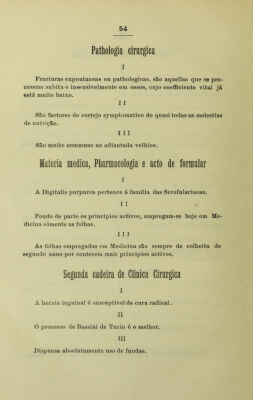 54
Pathologia cirurgica
I
Fracturas expontaneas ou pathologicas, são aquellas que se pro-
cessam subita e insensivelmente em ossos, cujo coefficiente vital já
está muito baixo.
II
São factores do cortejo symptomatico de quasi todas as molestias
de nutrição.
III
São muito communs na adiantada velhice.
Materia medica, Pharmacologia e acto de formular
I
A Digitalis purpurea pertence á familia das Scrofularineas.
II
Pondo de parte os principios activos, empregam-se hoje em Me-
dicina sómente as folhas.
III
As folhas empregadas em Medicina são sempre de colheita de
segundo anno por conterem mais principios activos.
Segunda cadeira de Clinica Cirurgica
I
A hernia inguinal é susceptivel de cura radical.
II
O processo de Bassini de Turin é o melhor.
III
Dispensa absolutamente uso de fundas.